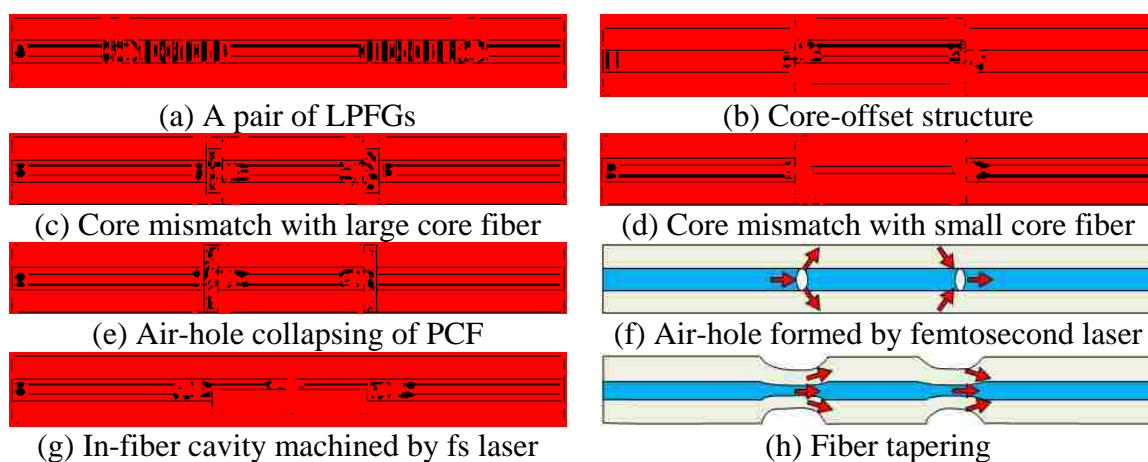 (a) A pair of LPFGs
(b) Core-offset structure
(c) Core mismatch with large core fiber
(d) Core mismatch with small core fiber
(e) Air-hole collapsing of PCF
(f) Air-hole formed by femtosecond laser
(g) In-fiber cavity machined by fs laser
(h) Fiber tapering